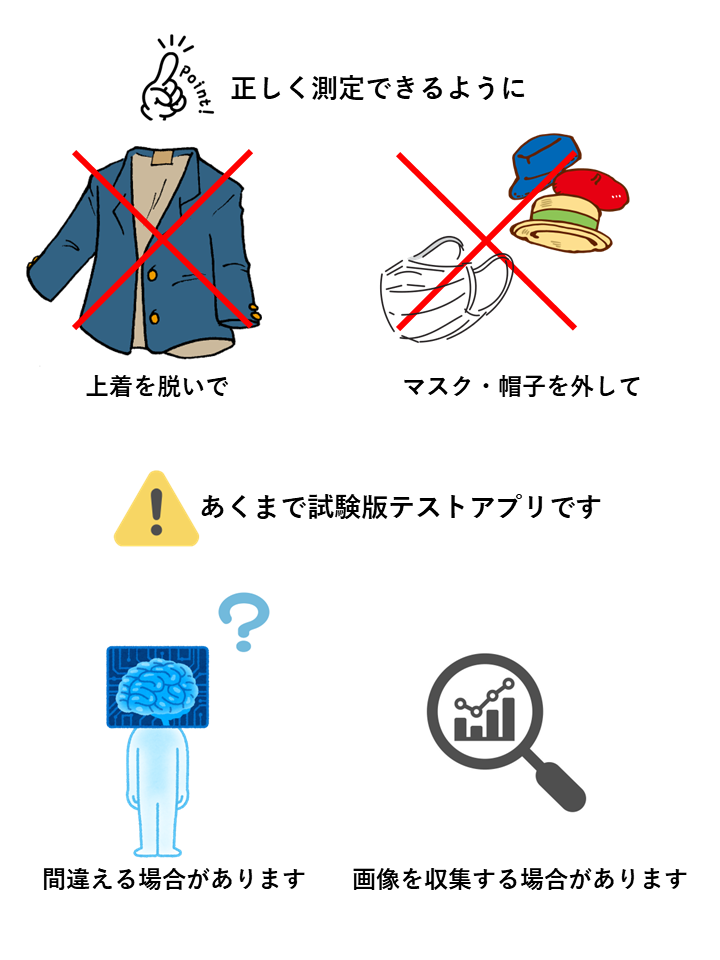 Point!
正しく測定できるように
上着を脱いで
マスク・帽子を外して
あくまで試験版テストアプリです
間違える場合があります
画像を収集する場合があります